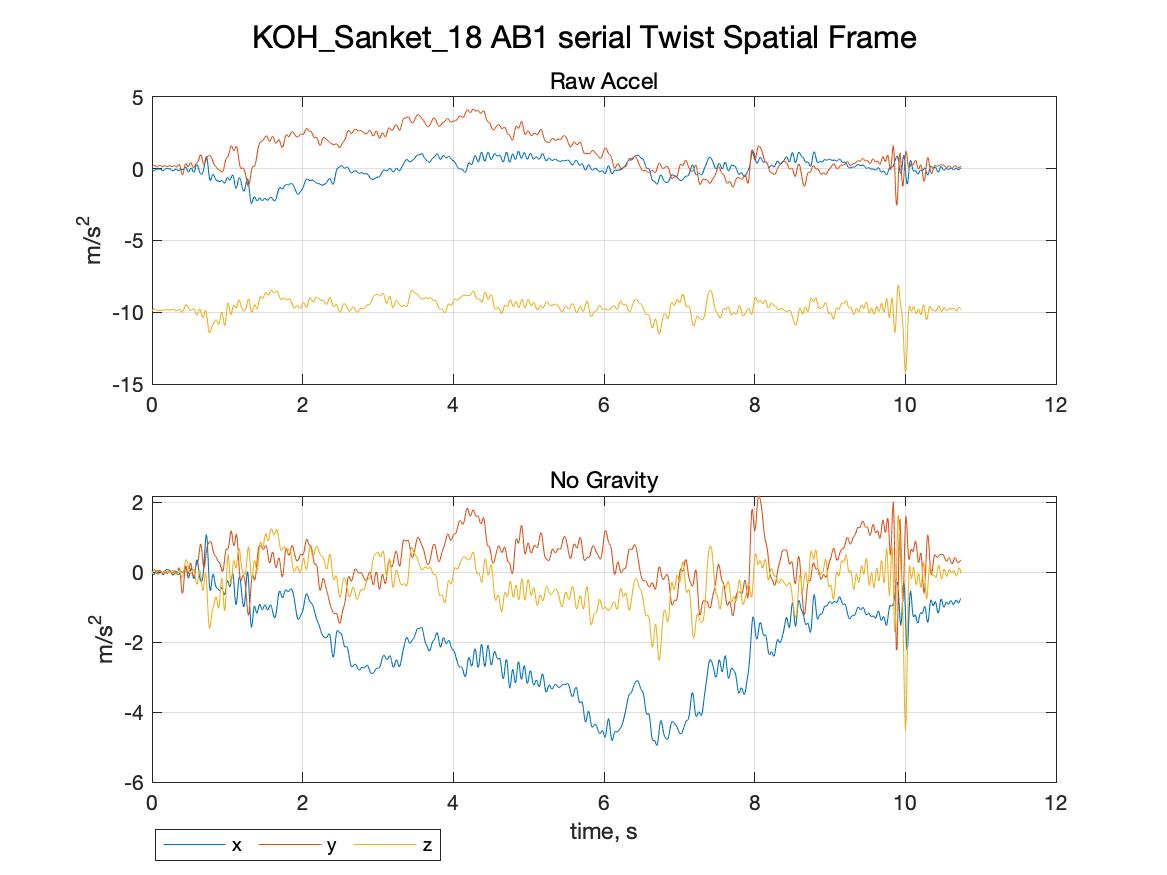 KOH_Sanket_18 AB1 serial Twist Spatial Frame
Raw Accel
5
0
-5
-10
-15
m/s²
0 2 4 6 8 10 12
No Gravity
2
0
-2
-4
-6
m/s²
0 2 4 6 8 10 12
time, s
x y z